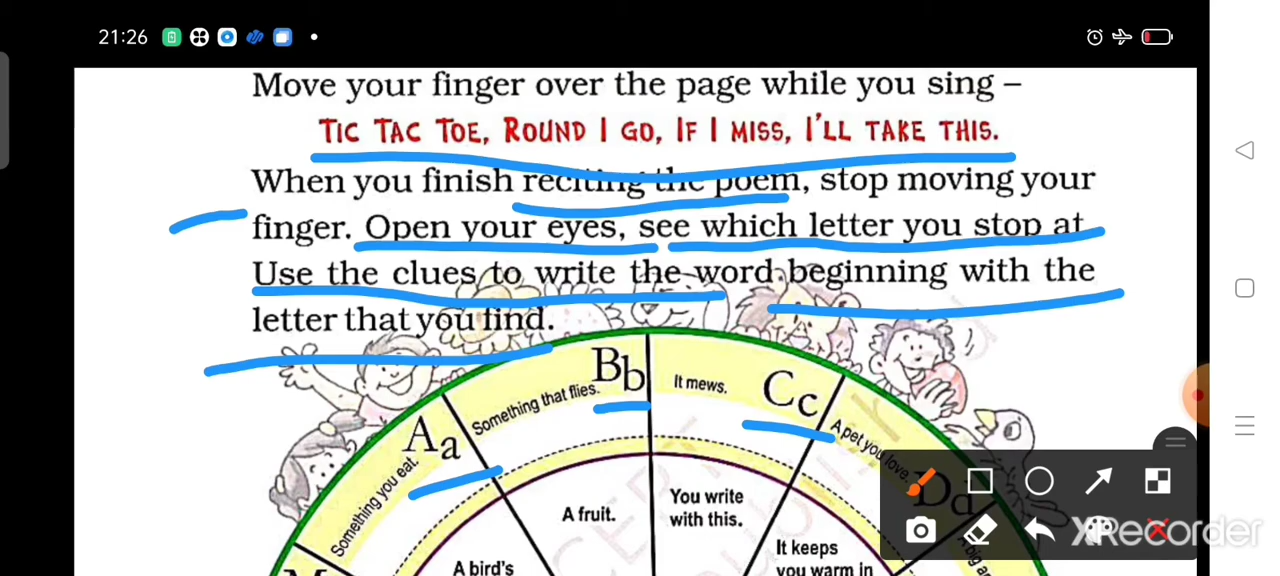 21:26
Move your finger over the page while you sing –
TIC TAC TOE, ROUND I GO, IF I MISS, I'LL TAKE THIS.
When you finish reciting the poem, stop moving your
finger. Open your eyes, see which letter you stop at
Use the clues to write the word beginning with the
letter that you find.
Aa
Something you eat.
Bb
Something that flies.
Cc
It mews.
Dd
A pet you love.
A big
A fruit.
You write
with this.
It keeps
you warm in
A bird's
XRecorder